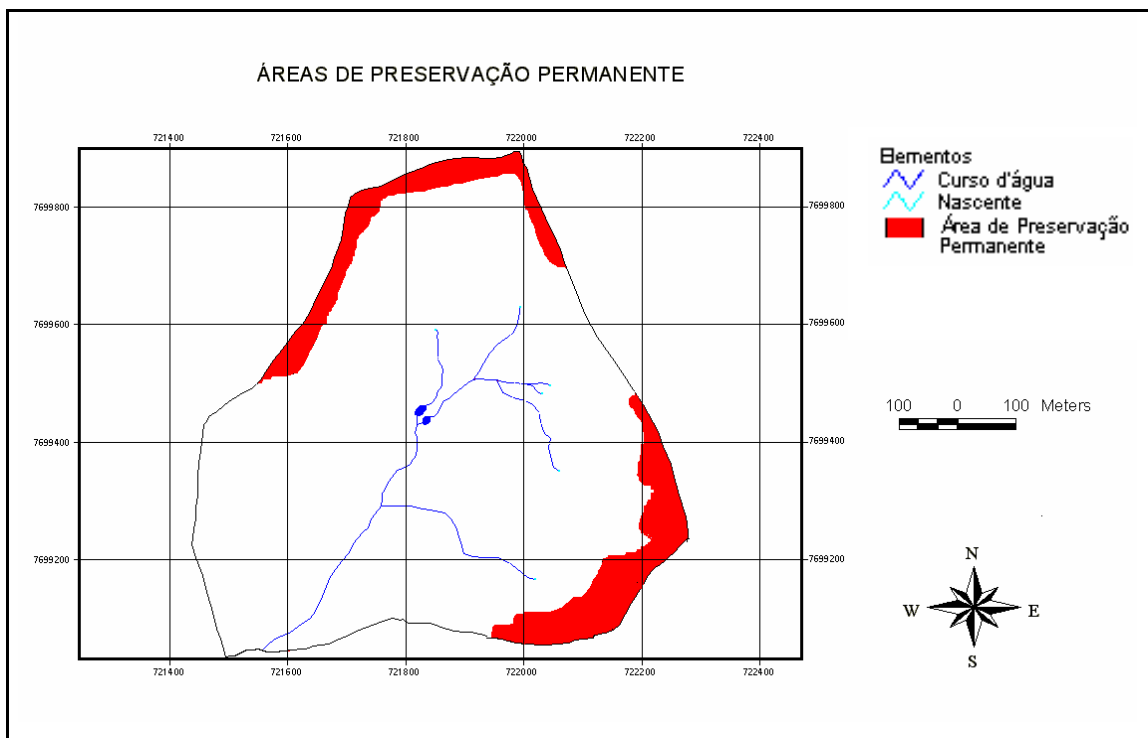 ÁREAS DE PRESERVAÇÃO PERMANENTE
721400 721600 721800 722000 722200 722400
7699800 7699800
7699600 7699600
7699400 7699400
7699200 7699200
721400 721600 721800 722000 722200 722400
Elementos
Curso d'água
Nascente
Área de Preservação
Permanente
100 0 100 Meters
N
W E
S